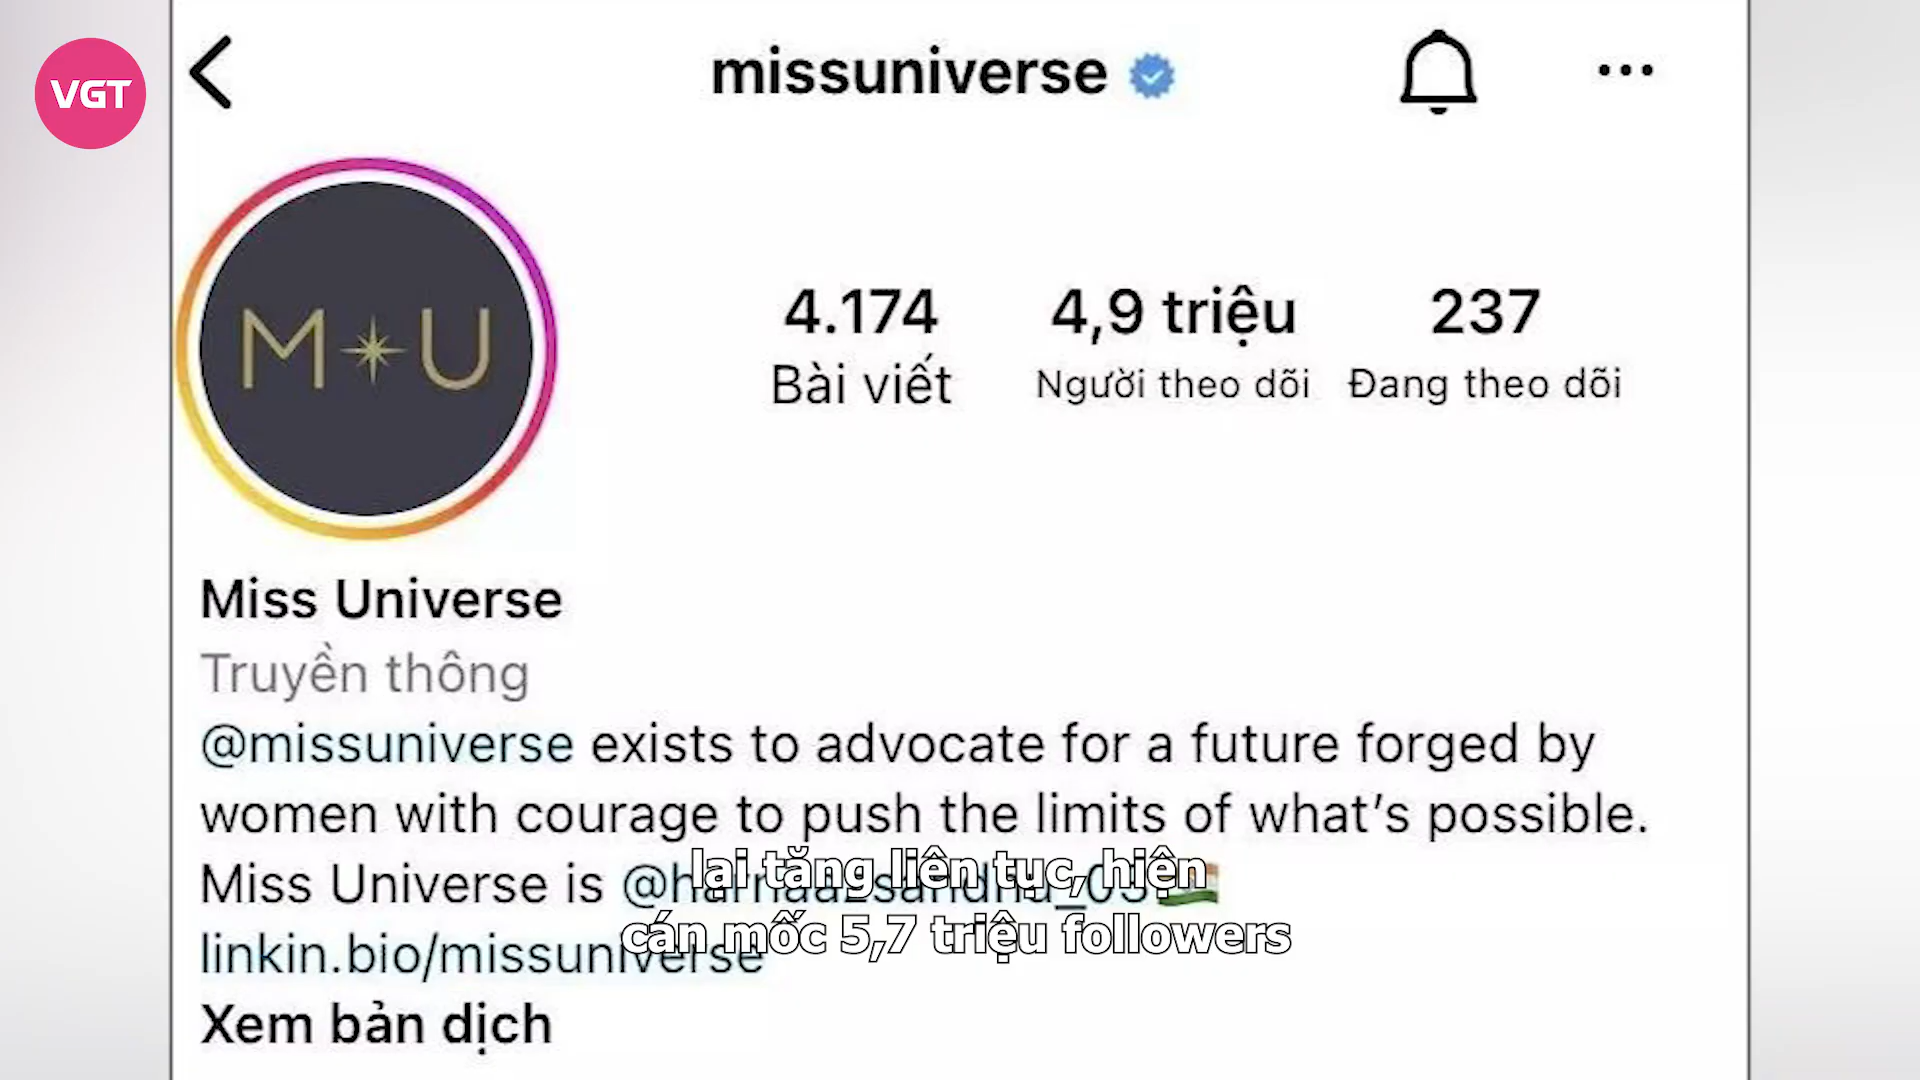 VGT
missuniverse
4.174
4,9 triệu
237
Bài viết
Người theo dõi
Đang theo dõi
M U
Miss Universe
Truyền thông
@missuniverse exists to advocate for a future forged by
women with courage to push the limits of what's possible.
Miss Universe is @harnaazsandhu_03
lại tăng liên tục, hiện
linkin.bio/missuniverse
cán mốc 5,7 triệu followers
Xem bản dịch